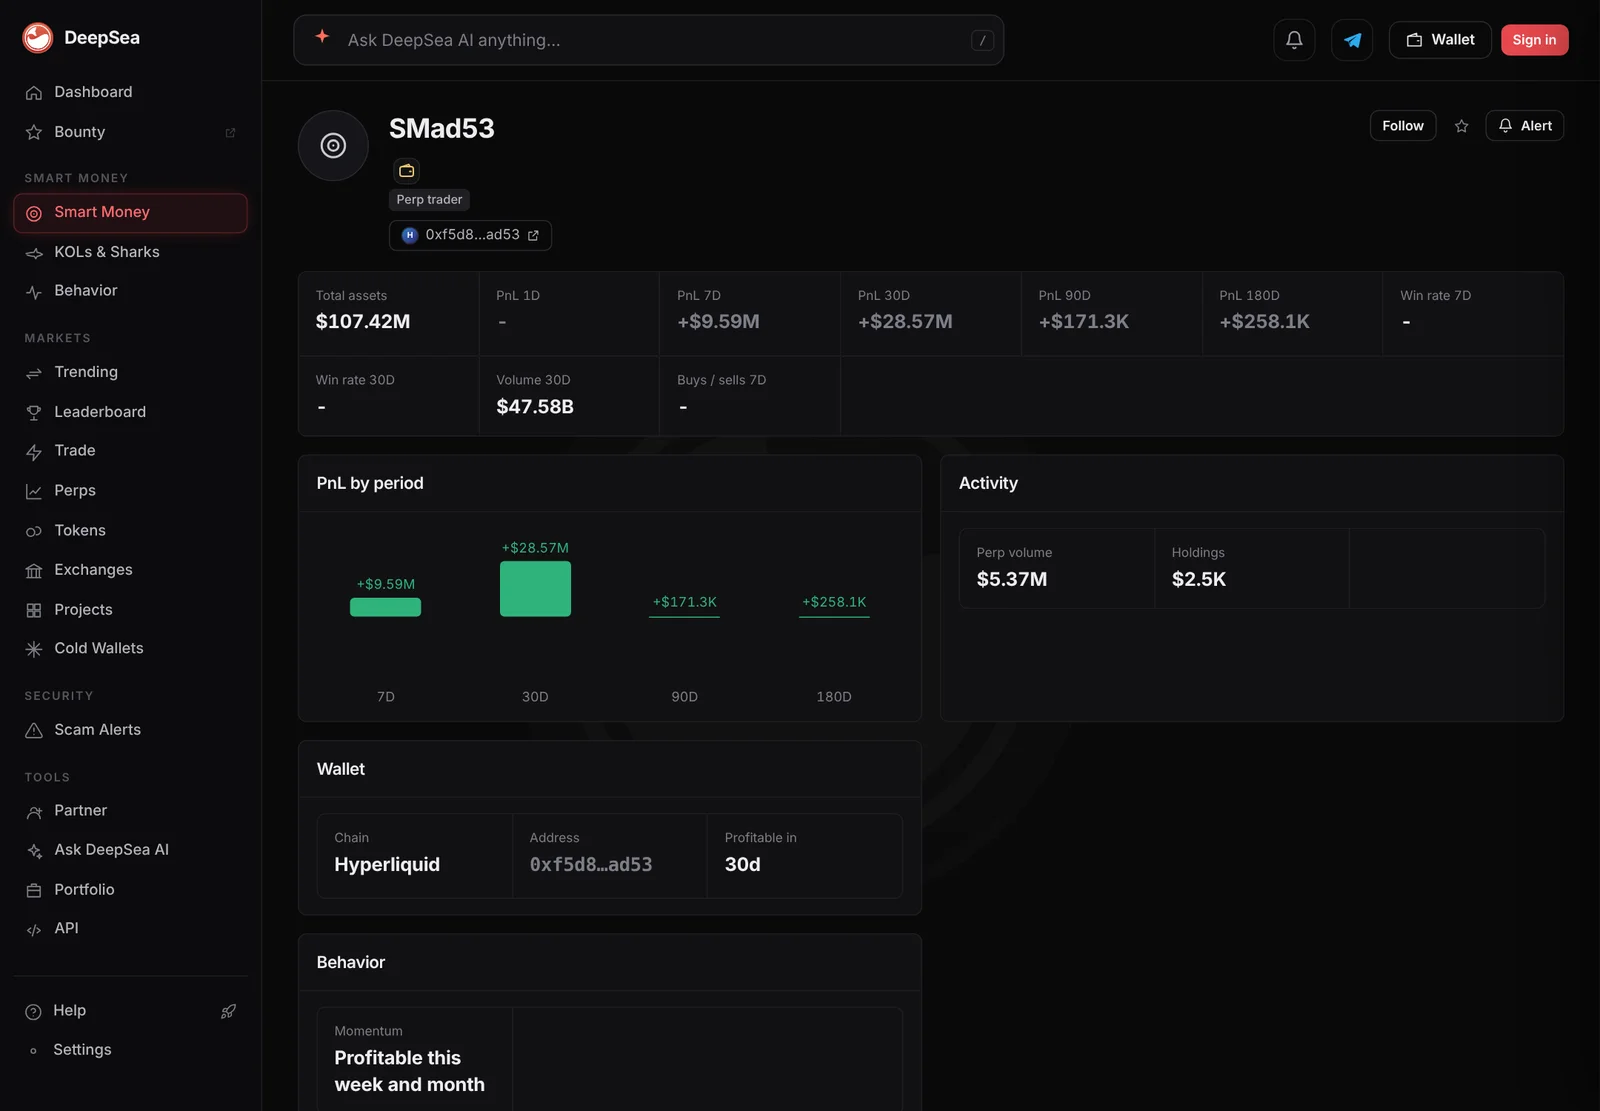 DeepSea
Ask DeepSea AI anything...
/
Wallet
Sign in
Dashboard
Bounty
SMART MONEY
Smart Money
KOLs & Sharks
Behavior
MARKETS
Trending
Leaderboard
Trade
Perps
Tokens
Exchanges
Projects
Cold Wallets
SECURITY
Scam Alerts
TOOLS
Partner
Ask DeepSea AI
Portfolio
API
Help
Settings
SMad53
Follow
Alert
Perp trader
H 0xf5d8...ad53
Total assets
$107.42M
PnL 1D
-
PnL 7D
+$9.59M
PnL 30D
+$28.57M
PnL 90D
+$171.3K
PnL 180D
+$258.1K
Win rate 7D
-
Win rate 30D
-
Volume 30D
$47.58B
Buys / sells 7D
-
PnL by period
+$9.59M
+$28.57M
+$171.3K
+$258.1K
7D
30D
90D
180D
Activity
Perp volume
$5.37M
Holdings
$2.5K
Wallet
Chain
Hyperliquid
Address
0xf5d8…ad53
Profitable in
30d
Behavior
Momentum
Profitable this
week and month